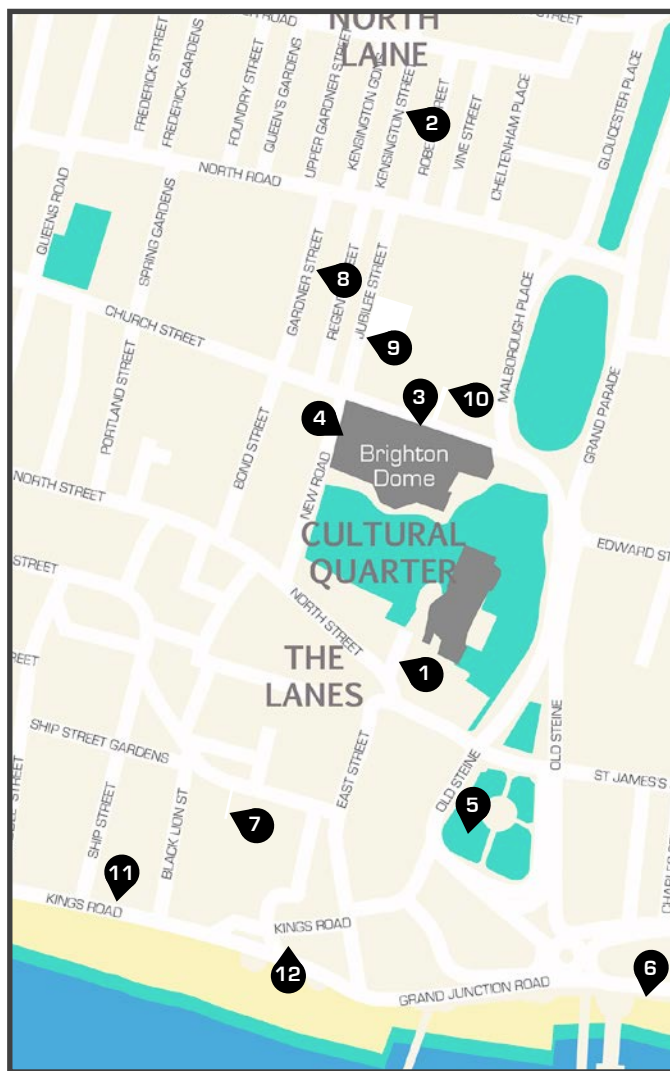 NORTH
LAINE
STREET
FREDERICK STREET
FREDERICK GARDENS
FOUNDRY STREET
QUEEN'S GARDENS
UPPER GARDNER STREET
KENSINGTON GDNS
KENSINGTON STREET
2
VINE STREET
CHELTENHAM PLACE
GLOUCESTER PLACE
NORTH ROAD
QUEENS ROAD
SPRING GARDENS
GARDNER STREET
8
JUBILEE STREET
MALBOROUGH PLACE
CHURCH STREET
9
PORTLAND STREET
10
3
4
GRAND PARADE
BOND STREET
Brighton
Dome
NORTH STREET
NEW ROAD
CULTURAL
QUARTER
EDWARD ST
STREET
NORTH STREET
THE
LANES
1
SHIP STREET GARDENS
EAST STREET
OLD STEINE
OLD STEINE
ST JAMES'S
5
7
SHIP STREET
BLACK LION ST
11
KINGS ROAD
KINGS ROAD
12
GRAND JUNCTION ROAD
6